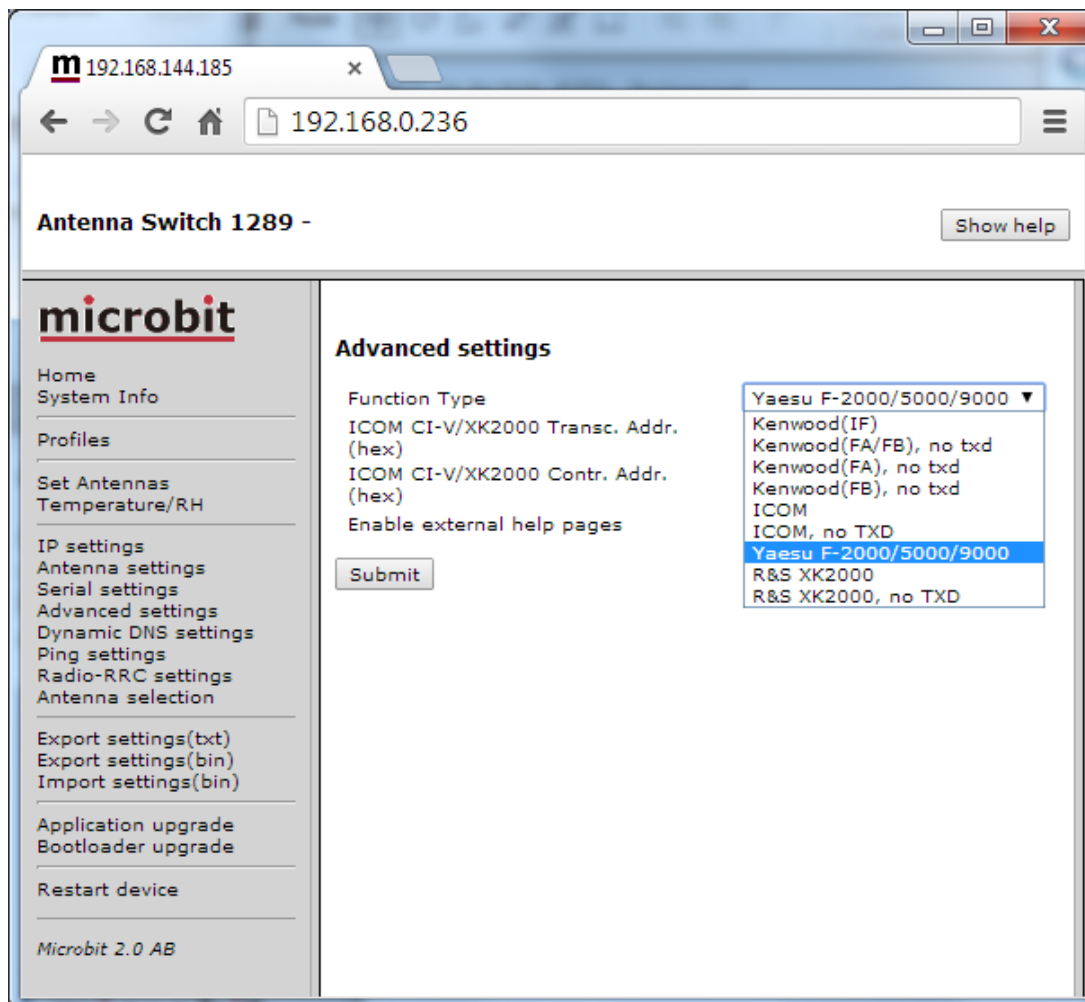 m 192.168.144.185
192.168.0.236
Antenna Switch 1289 -
Show help
microbit
Home
System Info
Profiles
Set Antennas
Temperature/RH
IP settings
Antenna settings
Serial settings
Advanced settings
Dynamic DNS settings
Ping settings
Radio-RRC settings
Antenna selection
Export settings(txt)
Export settings(bin)
Import settings(bin)
Application upgrade
Bootloader upgrade
Restart device
Microbit 2.0 AB
Advanced settings
Function Type
Yaesu F-2000/5000/9000
ICOM CI-V/XK2000 Transc. Addr.
(hex)
ICOM CI-V/XK2000 Contr. Addr.
(hex)
Enable external help pages
Submit
Kenwood(IF)
Kenwood(FA/FB), no txd
Kenwood(FA), no txd
Kenwood(FB), no txd
ICOM
ICOM, no TXD
Yaesu F-2000/5000/9000
R&S XK2000
R&S XK2000, no TXD